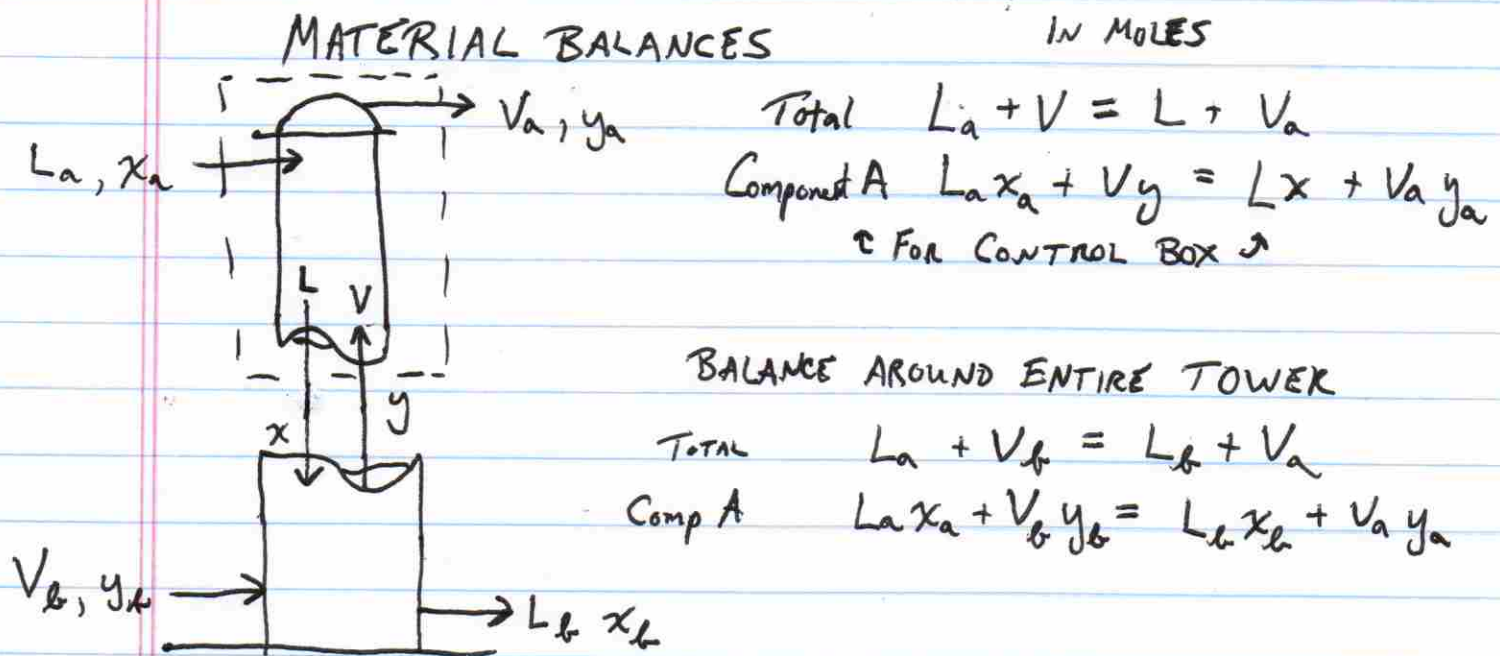 MATERIAL BALANCES
IN MOLES
Va, ya
La, xa
Total La + V = L + Va
Component A La xa + Vy = Lx + Va ya
↑ FOR CONTROL BOX ↗
L
V
x
y
BALANCE AROUND ENTIRE TOWER
TOTAL La + Vb = Lb + Va
Comp A La xa + Vb yb = Lb xb + Va ya
Vb, yb
Lb xb